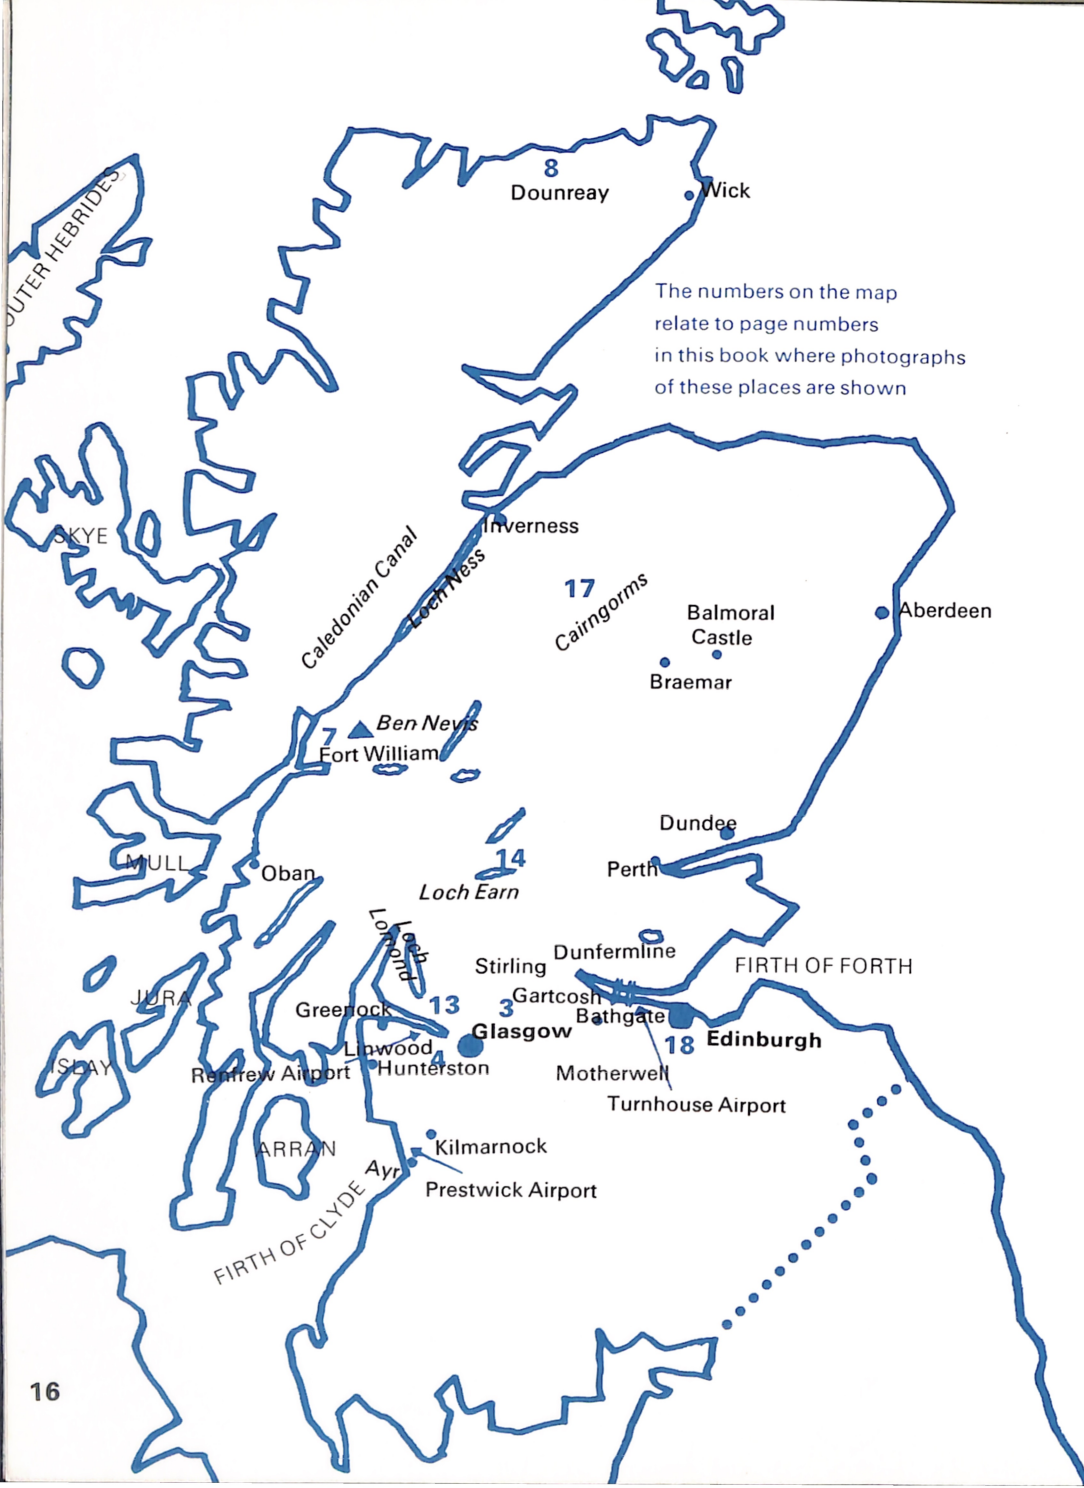 8
Dounreay
Wick
OUTER HEBRIDES
The numbers on the map
relate to page numbers
in this book where photographs
of these places are shown
SKYE
Inverness
Caledonian Canal
Loch Ness
17
Cairngorms
Balmoral
Castle
Aberdeen
Braemar
7
Ben Nevis
Fort William
Dundee
MULL
Oban
14
Loch Earn
Perth
Loch
Lomond
Dunfermline
Stirling
FIRTH OF FORTH
JURA
Greenock
13
3
Gartcosh
Bathgate
Glasgow
18
Edinburgh
Linwood
4
ISLAY
Renfrew Airport
Hunterston
Motherwell
Turnhouse Airport
ARRAN
Kilmarnock
Ayr
Prestwick Airport
FIRTH OF CLYDE
16